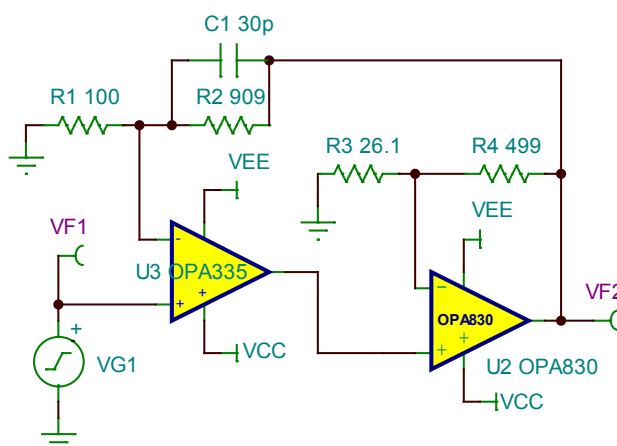 C1 30p
R1 100
R2 909
VEE
R3 26.1
R4 499
VEE
VF1
-
U3 OPA335
+
+
+
VG1
VCC
-
OPA830
+
+
VF2
U2 OPA830
VCC